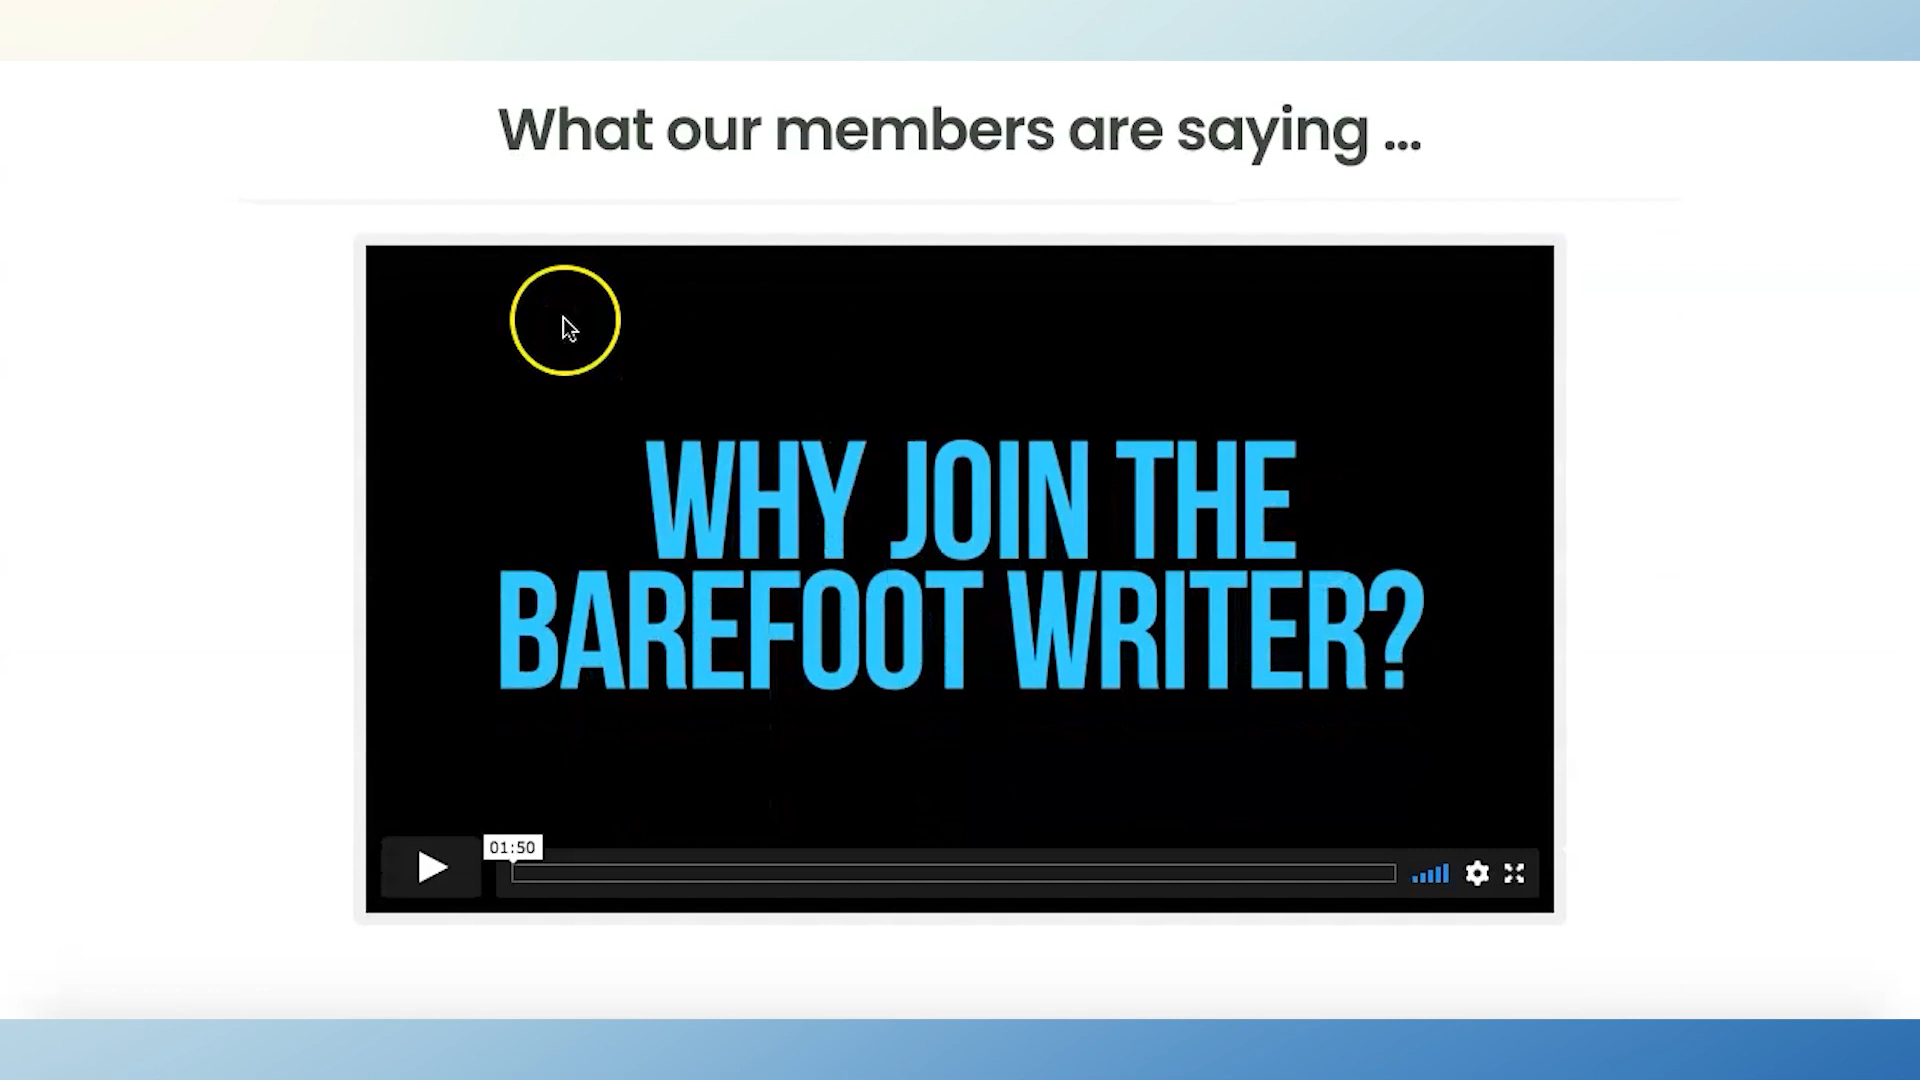 What our members are saying ...
WHY JOIN THE
BAREFOOT WRITER?
01:50